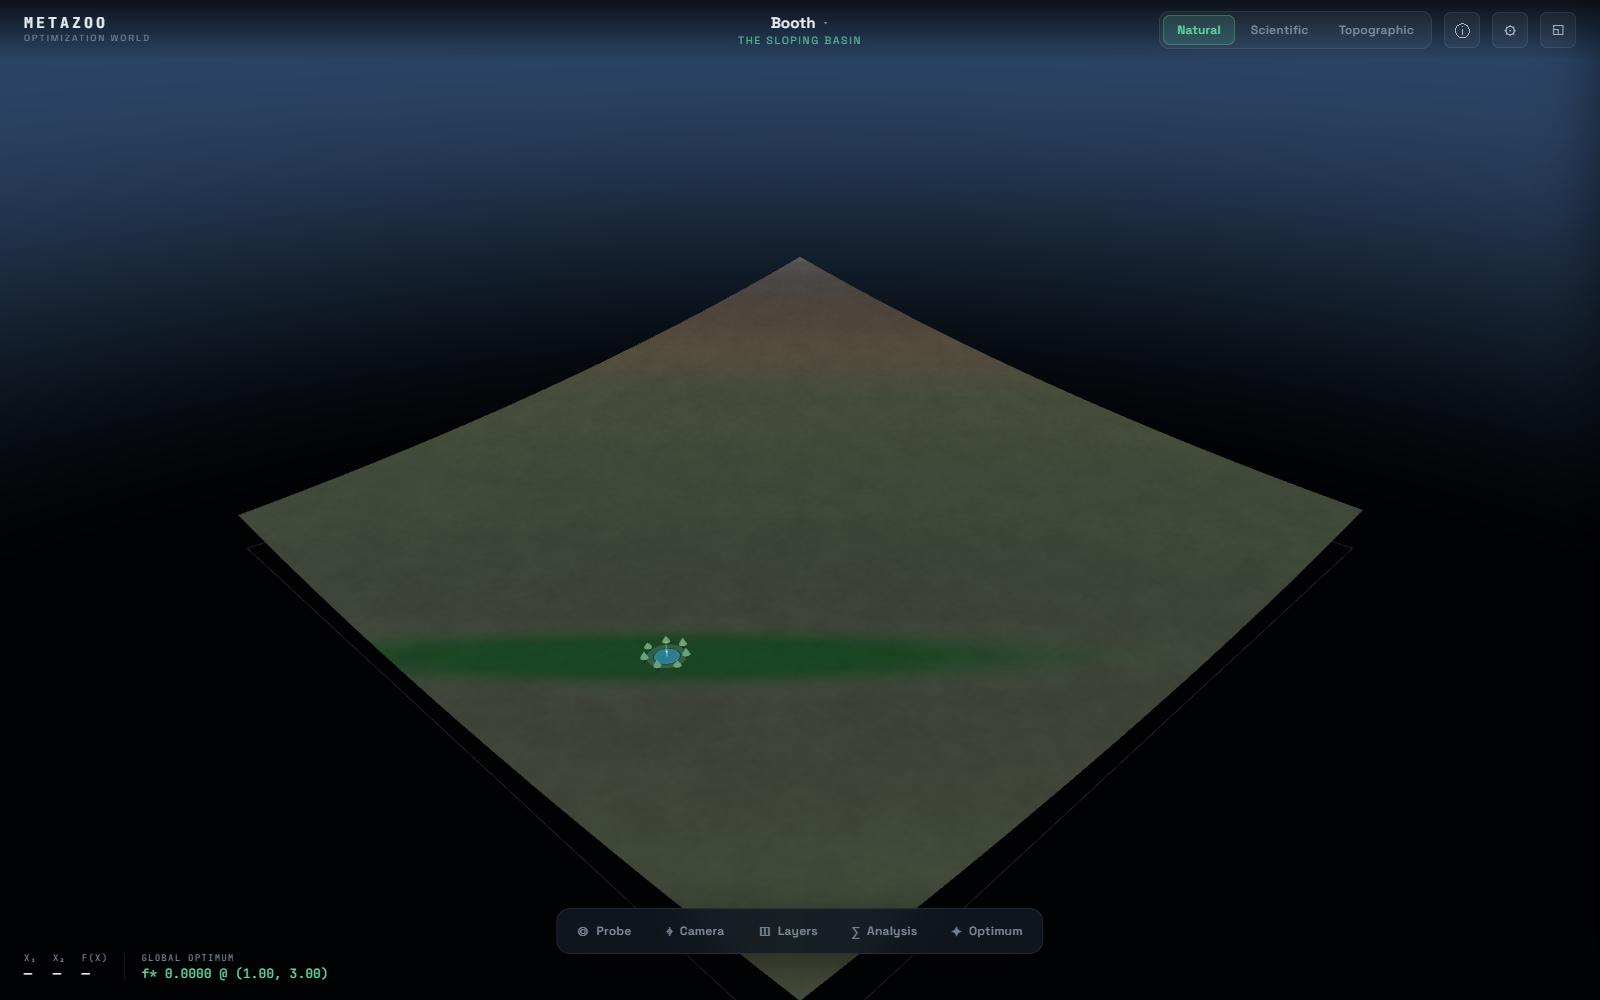 METAZOO
OPTIMIZATION WORLD
Booth -
THE SLOPING BASIN
Natural Scientific Topographic
Probe Camera Layers Analysis Optimum
X₁ X₂ F(X)
— — —
GLOBAL OPTIMUM
f* 0.0000 @ (1.00, 3.00)